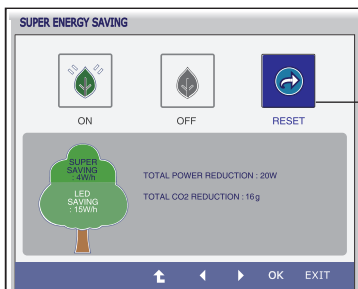 SUPER ENERGY SAVING
ON
OFF
RESET
SUPER
SAVING
: 4W/h
LED
SAVING
: 15W/h
TOTAL POWER REDUCTION : 20W
TOTAL CO2 REDUCTION : 16g
OK
EXIT